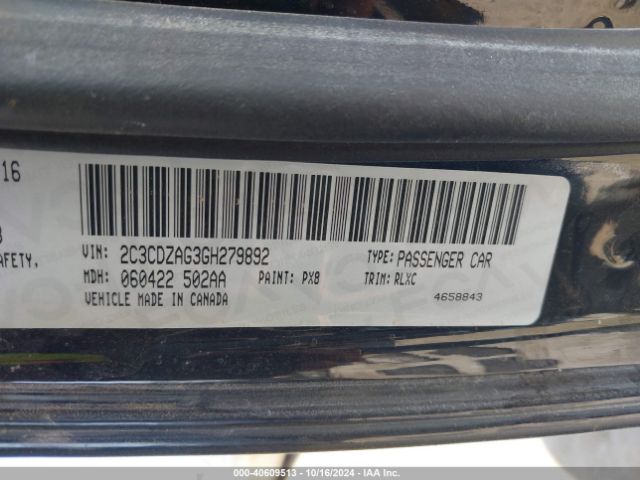 16
8
AFETY.
VIN: 2C3CDZAG3GH279892 TYPE: PASSENGER CAR
MDH: 060422 502AA PAINT: PX8 TRIM: RLXC
VEHICLE MADE IN CANADA 4658843
000-40609513 - 10/16/2024 - IAA Inc.